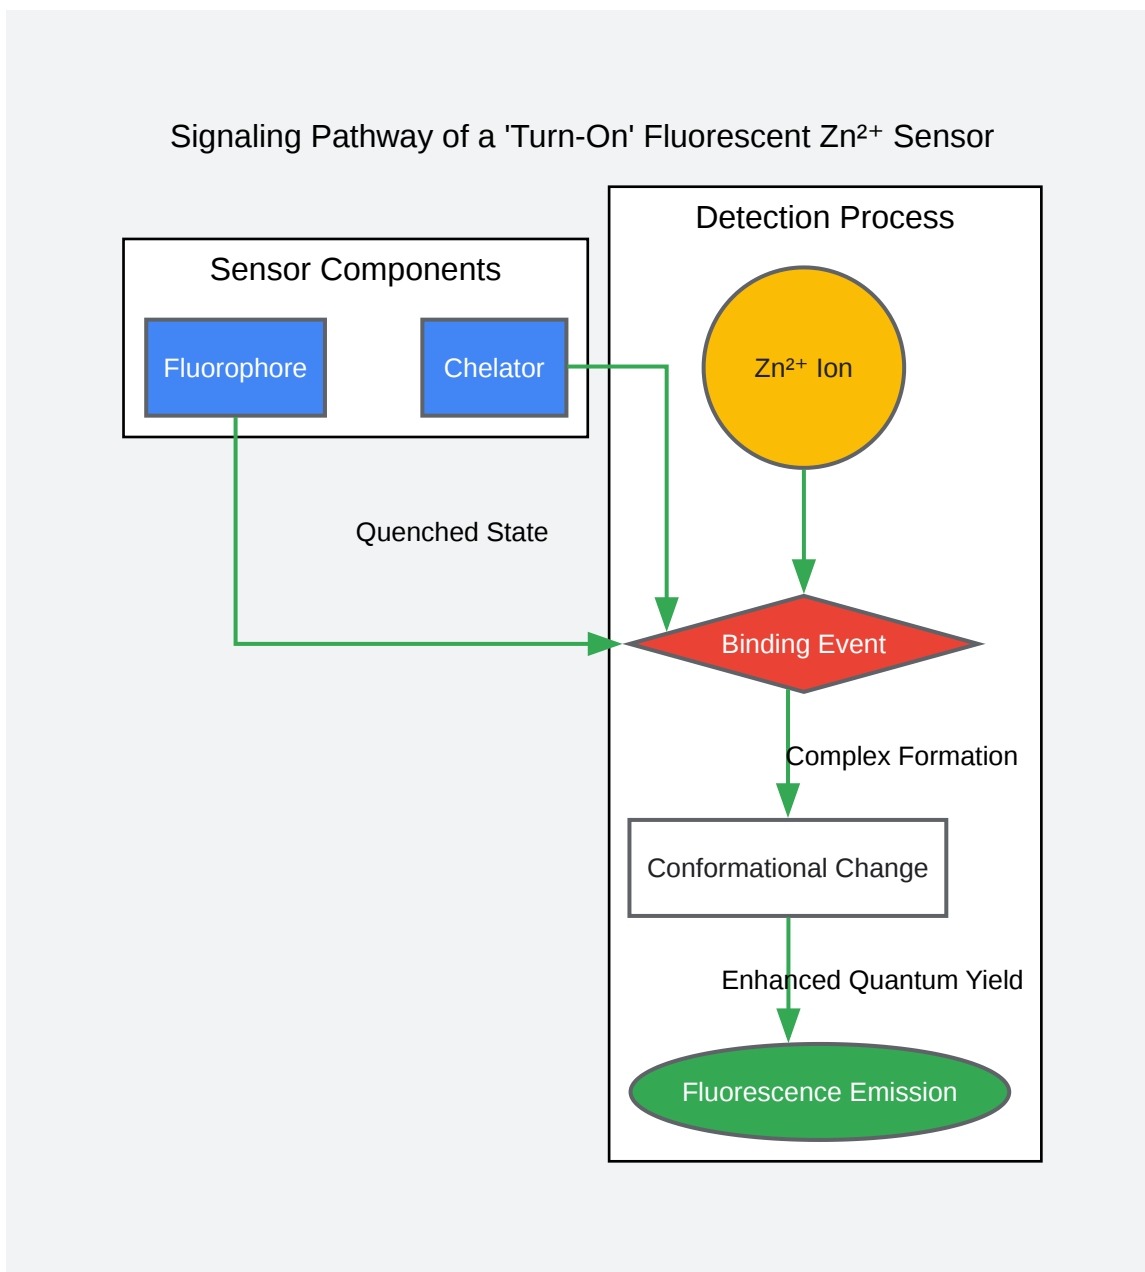 Signaling Pathway of a 'Turn-On' Fluorescent Zn²⁺ Sensor
Sensor Components
Fluorophore
Chelator
Quenched State
Detection Process
Zn²⁺ Ion
Binding Event
Complex Formation
Conformational Change
Enhanced Quantum Yield
Fluorescence Emission